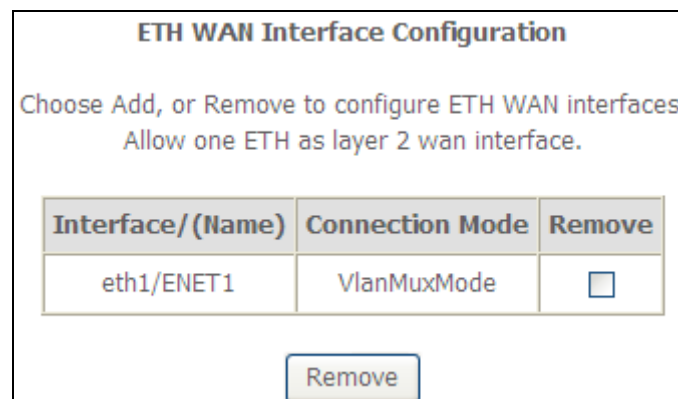 ETH WAN Interface Configuration
Choose Add, or Remove to configure ETH WAN interfaces
Allow one ETH as layer 2 wan interface.
Interface/(Name) Connection Mode Remove
eth1/ENET1 VlanMuxMode
Remove